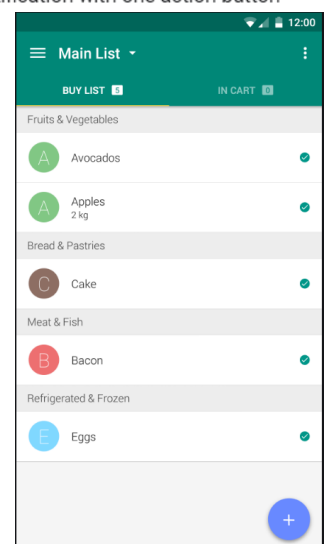 with one action button
12:00
Main List
BUY LIST 5
IN CART 0
Fruits & Vegetables
A Avocados
A Apples
2 kg
Bread & Pastries
C Cake
Meat & Fish
B Bacon
Refrigerated & Frozen
E Eggs